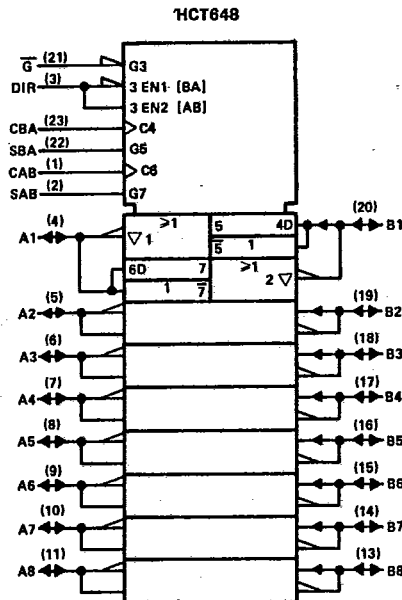 'HCT648
G̅ (21) G3
DIR (3) 3 EN1 [BA]
3 EN2 [AB]
CBA (23) C4
SBA (22) G5
CAB (1) C6
SAB (2) G7
A1 (4) ≥1 5 4D (20) B1
▽ 1 5̅ 1
6D 7 ≥1
1 7̅ 2 ▽
A2 (5) (19) B2
A3 (6) (18) B3
A4 (7) (17) B4
A5 (8) (16) B5
A6 (9) (15) B6
A7 (10) (14) B7
A8 (11) (13) B8